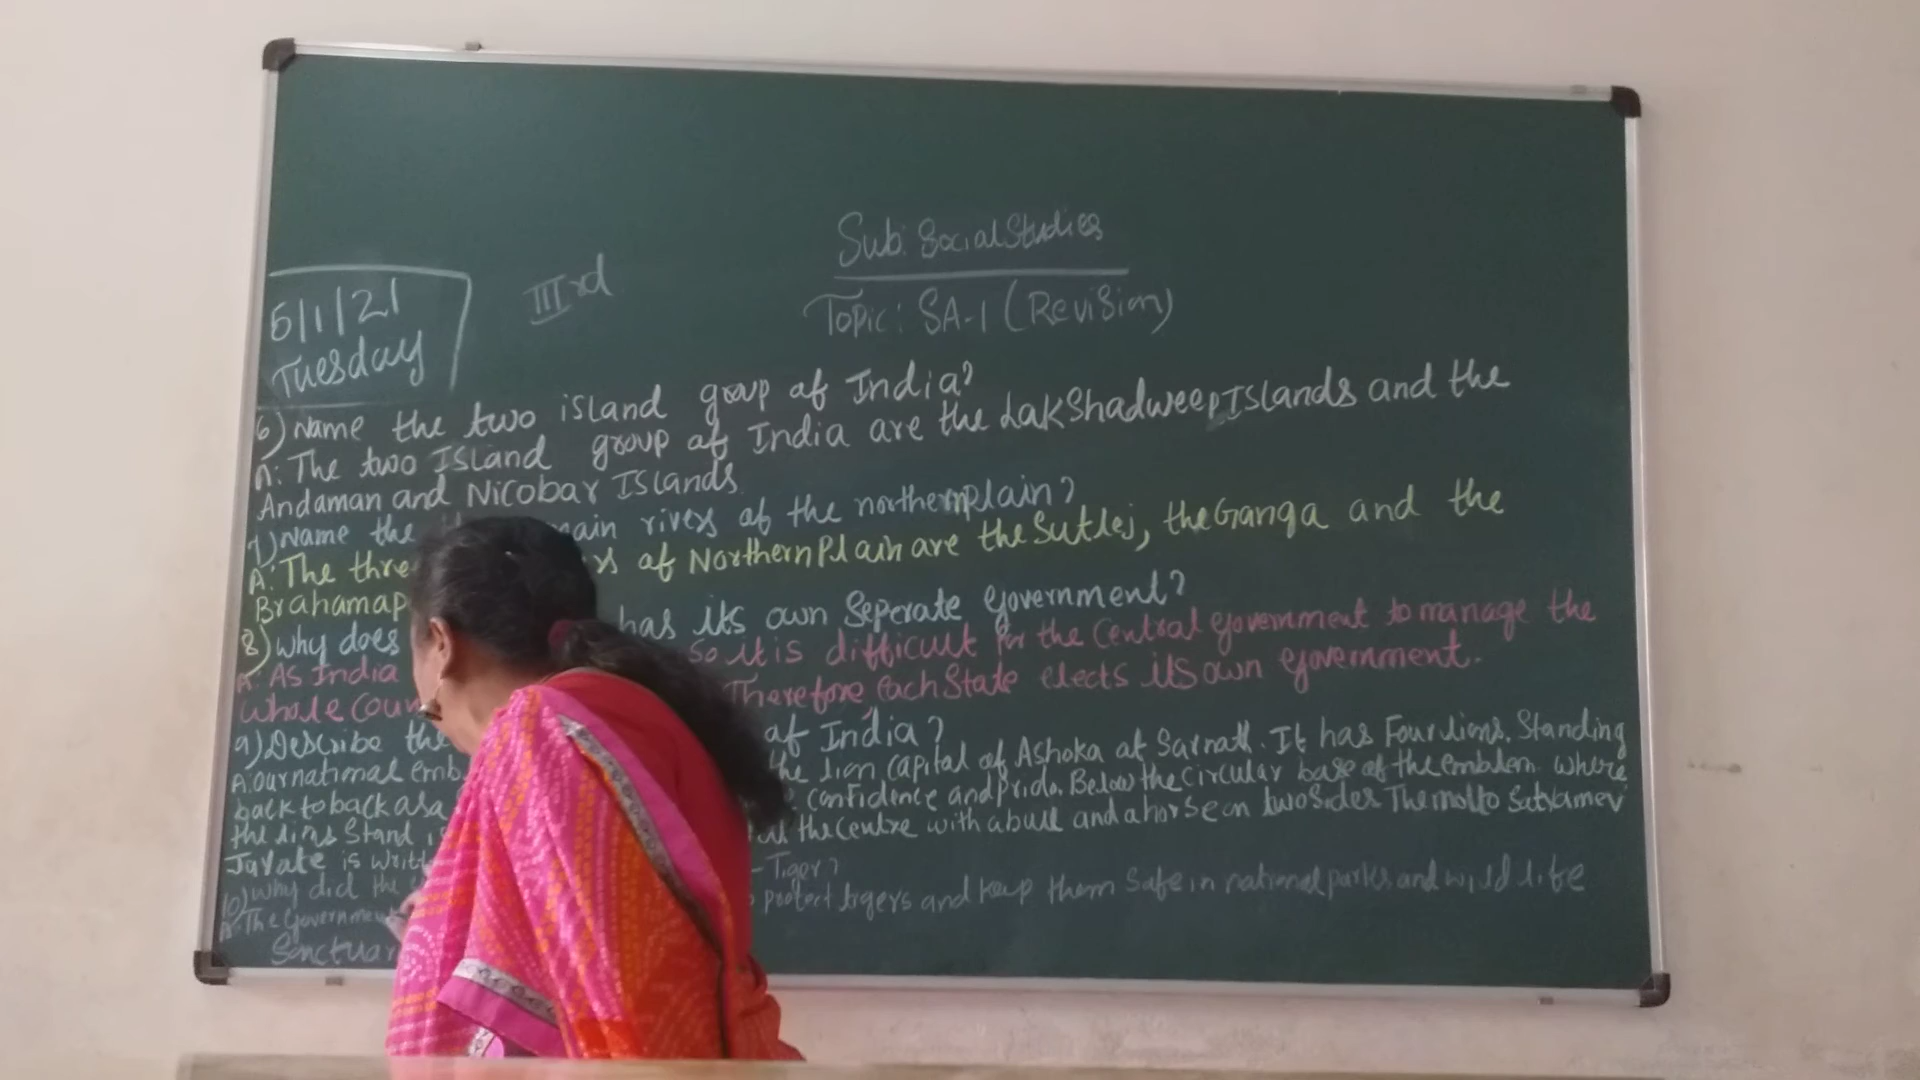 Sub: Social Studies
5/1/21
IIIrd
Topic: SA-1 (Revision)
Tuesday
6) Name the two island group of India?
A: The two Island group of India are the LakShadweep Islands and the
Andaman and Nicobar Islands
7) Name the main rivers of the northern plain?
A: The three of Northern Plain are the Sutlej, the Ganga and the
Brahamap
8) Why does has its own Seperate government?
A: As India so it is difficult for the Central government to manage the
whole coun Therefore, Each State elects its own government.
9) Describe the of India?
A: our national emb the lion capital of Ashoka at Sarnath. It has Four lions, Standing
back to back as a confidence and pride. Below the circular base of the emblem where
the lins Stand at the centre with a bull and a horse on two sides The motto Satyamev
Jayate is writt
10) Why did the Tiger?
A: The Government protect tigers and keep them Safe in national parks and wild life
Sanctuar